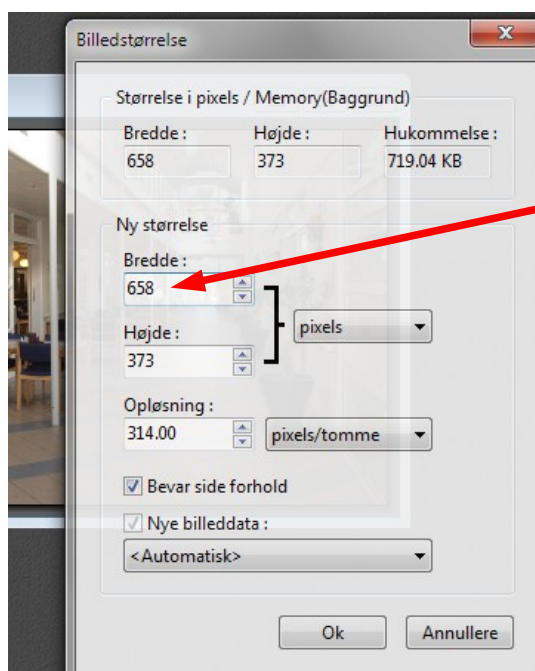 Billedstørrelse
Størrelse i pixels / Memory(Baggrund)
Bredde : Højde : Hukommelse :
658 373 719.04 KB
Ny størrelse
Bredde :
658
pixels
Højde :
373
Opløsning :
314.00 pixels/tomme
Bevar side forhold
Nye billeddata :
<Automatisk>
Ok Annullere